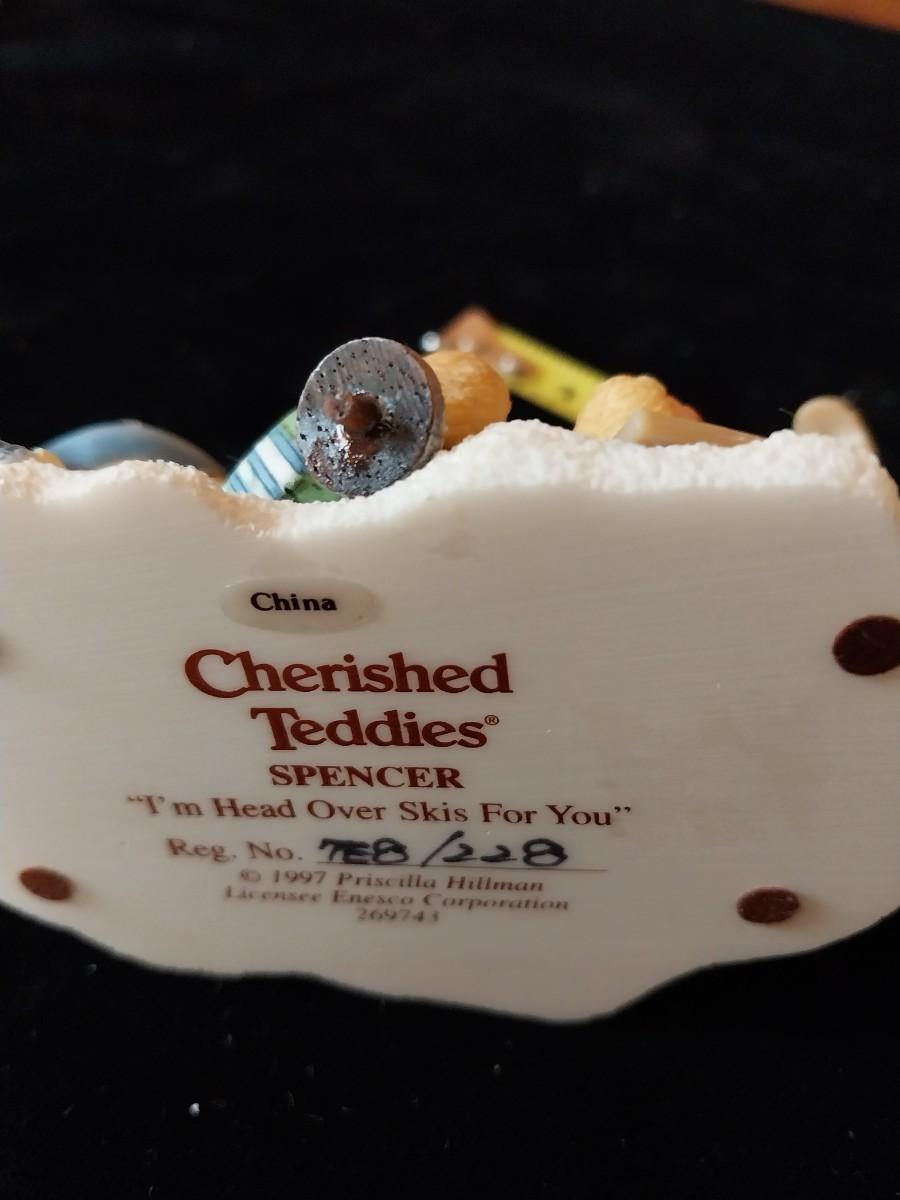 China
Cherished
Teddies®
SPENCER
“I’m Head Over Skis For You”
Reg. No. 7E8/228
© 1997 Priscilla Hillman
Licensee Enesco Corporation
269743